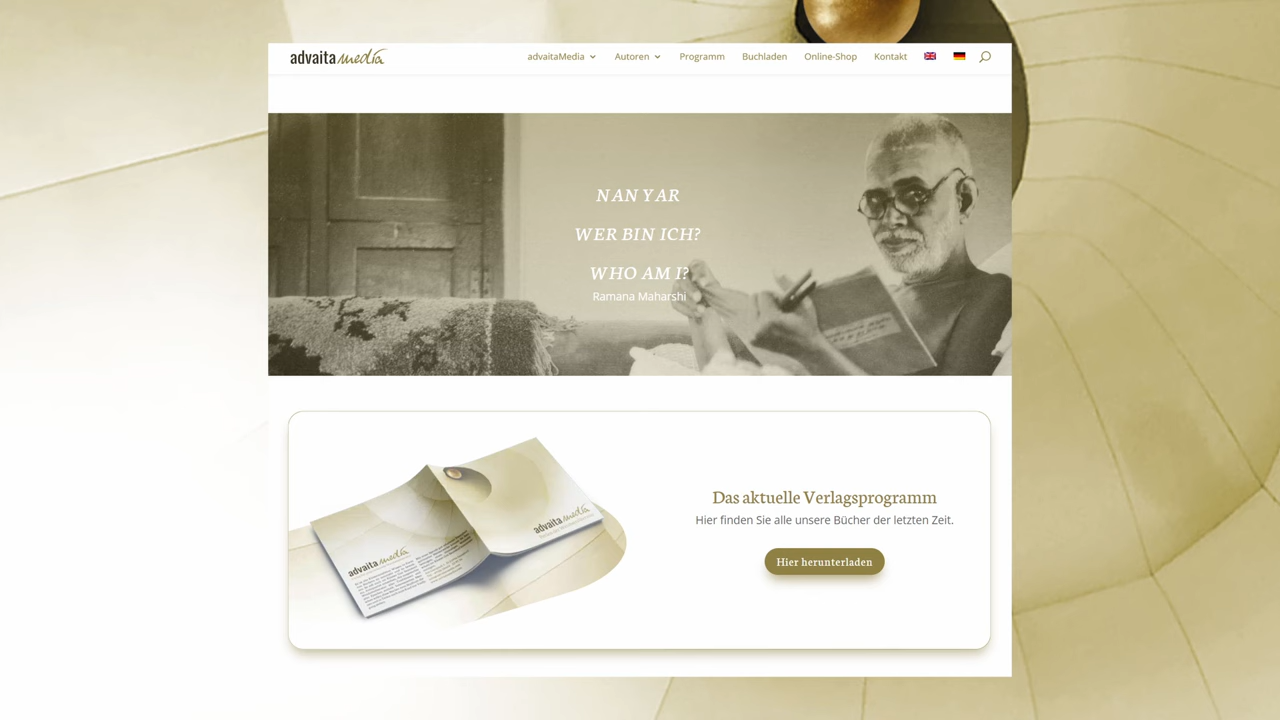 advaita media
advaitaMedia Autoren Programm Buchladen Online-Shop Kontakt
NAN YAR
WER BIN ICH?
WHO AM I?
Ramana Maharshi
Das aktuelle Verlagsprogramm
Hier finden Sie alle unsere Bücher der letzten Zeit.
Hier herunterladen
advaita media
advaita media